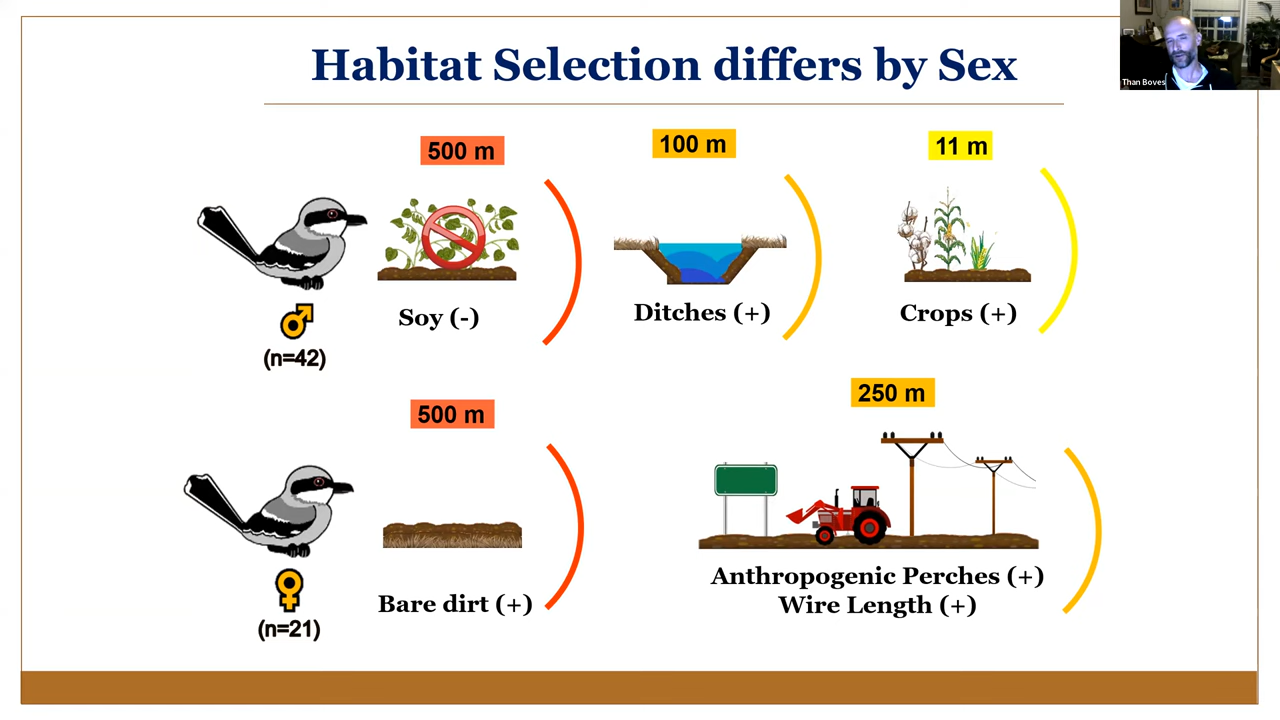 Habitat Selection differs by Sex
Than Boves
500 m
100 m
11 m
Soy (-)
Ditches (+)
Crops (+)
(n=42)
500 m
250 m
Bare dirt (+)
Anthropogenic Perches (+)
Wire Length (+)
(n=21)